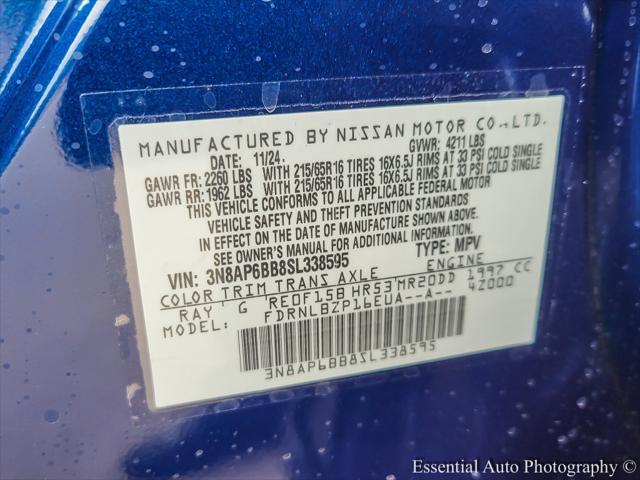 MANUFACTURED BY NISSAN MOTOR CO.,LTD.
DATE: 11/24. GVWR: 4211 LBS
GAWR FR: 2260 LBS WITH 215/65R16 TIRES 16X6.5J RIMS AT 33 PSI COLD SINGLE
GAWR RR: 1962 LBS WITH 215/65R16 TIRES 16X6.5J RIMS AT 33 PSI COLD SINGLE
THIS VEHICLE CONFORMS TO ALL APPLICABLE FEDERAL MOTOR
VEHICLE SAFETY AND THEFT PREVENTION STANDARDS
IN EFFECT ON THE DATE OF MANUFACTURE SHOWN ABOVE.
SEE OWNER'S MANUAL FOR ADDITIONAL INFORMATION.
VIN: 3N8AP6BB8SL338595 TYPE: MPV
COLOR TRIM TRANS AXLE ENGINE
RAY G RE0F15B HR53 MR20DD 1997 CC
MODEL: FDRNLBZP16EUA--A-- 4Z000
3N8AP6BB8SL338595
Essential Auto Photography ©